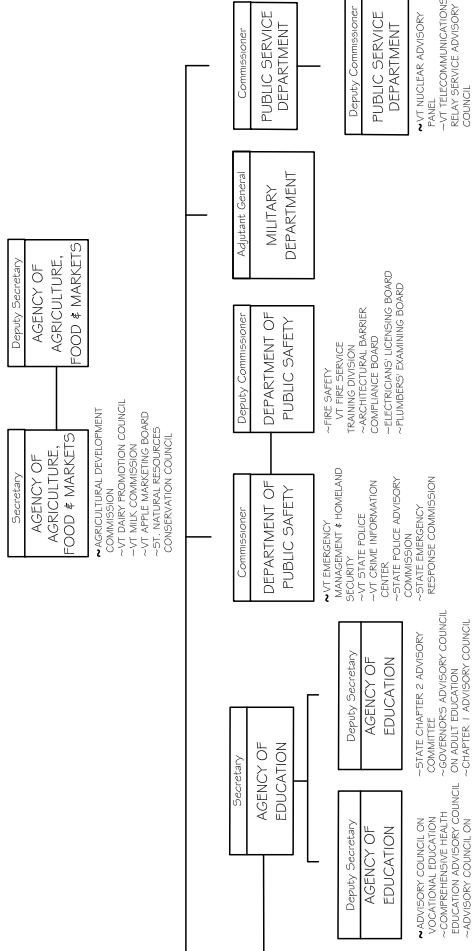 Secretary
AGENCY OF
AGRICULTURE,
FOOD & MARKETS
~AGRICULTURAL DEVELOPMENT
COMMISSION
~VT DAIRY PROMOTION COUNCIL
~VT MILK COMMISSION
~VT APPLE MARKETING BOARD
~ST. NATURAL RESOURCES
CONSERVATION COUNCIL
Deputy Secretary
AGENCY OF
AGRICULTURE,
FOOD & MARKETS
Secretary
AGENCY OF
EDUCATION
Deputy Secretary
AGENCY OF
EDUCATION
~ADVISORY COUNCIL ON
VOCATIONAL EDUCATION
~COMPREHENSIVE HEALTH
EDUCATION ADVISORY COUNCIL
~ADVISORY COUNCIL ON
Deputy Secretary
AGENCY OF
EDUCATION
~STATE CHAPTER 2 ADVISORY
COMMITTEE
~GOVERNOR'S ADVISORY COUNCIL
ON ADULT EDUCATION
~CHAPTER I ADVISORY COUNCIL
Commissioner
DEPARTMENT OF
PUBLIC SAFETY
~VT EMERGENCY
MANAGEMENT & HOMELAND
SECURITY
~VT STATE POLICE
~VT CRIME INFORMATION
CENTER
~STATE POLICE ADVISORY
COMMISSION
~STATE EMERGENCY
RESPONSE COMMISSION
Deputy Commissioner
DEPARTMENT OF
PUBLIC SAFETY
~FIRE SAFETY
VT FIRE SERVICE
TRAINING DIVISION
~ARCHITECTURAL BARRIER
COMPLIANCE BOARD
~ELECTRICIANS' LICENSING BOARD
~PLUMBERS' EXAMINING BOARD
Adjutant General
MILITARY
DEPARTMENT
Commissioner
PUBLIC SERVICE
DEPARTMENT
Deputy Commissioner
PUBLIC SERVICE
DEPARTMENT
~VT NUCLEAR ADVISORY
PANEL
~VT TELECOMMUNICATIONS
RELAY SERVICE ADVISORY
COUNCIL